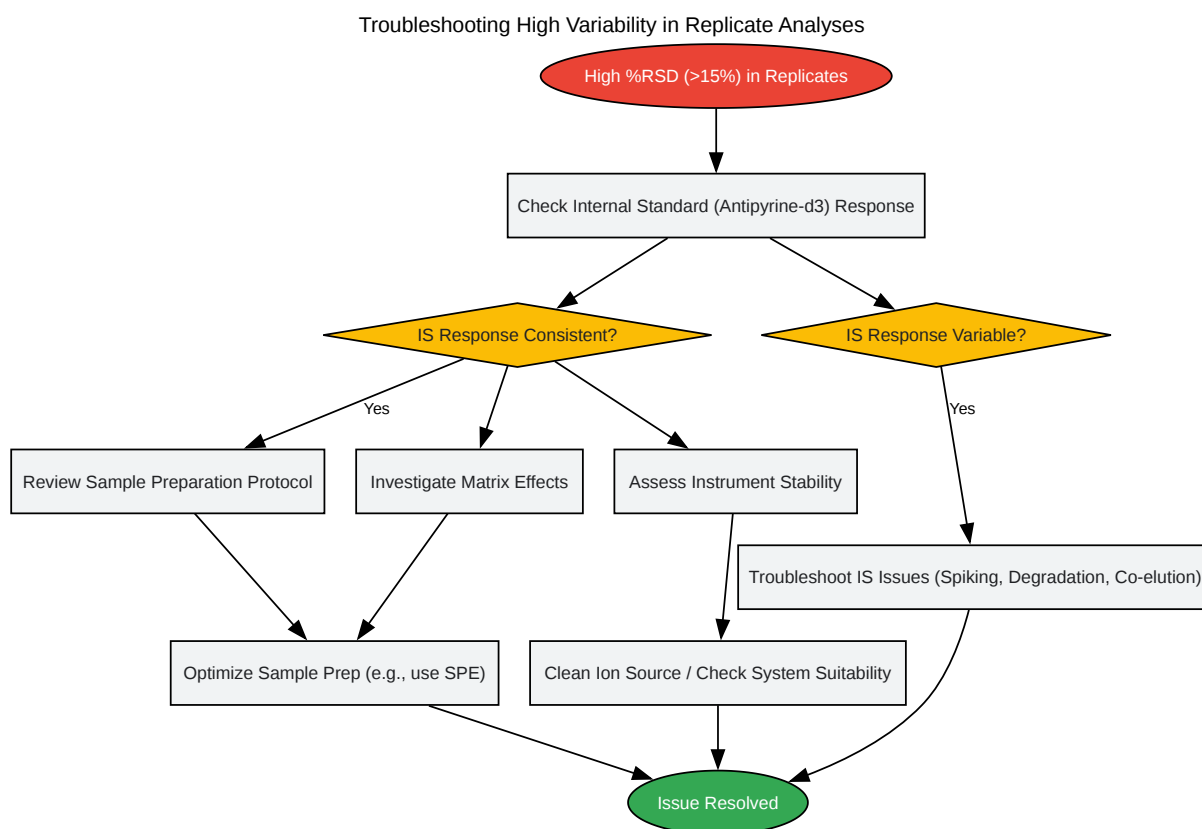 Troubleshooting High Variability in Replicate Analyses
High %RSD (>15%) in Replicates
Check Internal Standard (Antipyrine-d3) Response
IS Response Consistent?
IS Response Variable?
Yes
Yes
Review Sample Preparation Protocol
Investigate Matrix Effects
Assess Instrument Stability
Troubleshoot IS Issues (Spiking, Degradation, Co-elution)
Optimize Sample Prep (e.g., use SPE)
Clean Ion Source / Check System Suitability
Issue Resolved